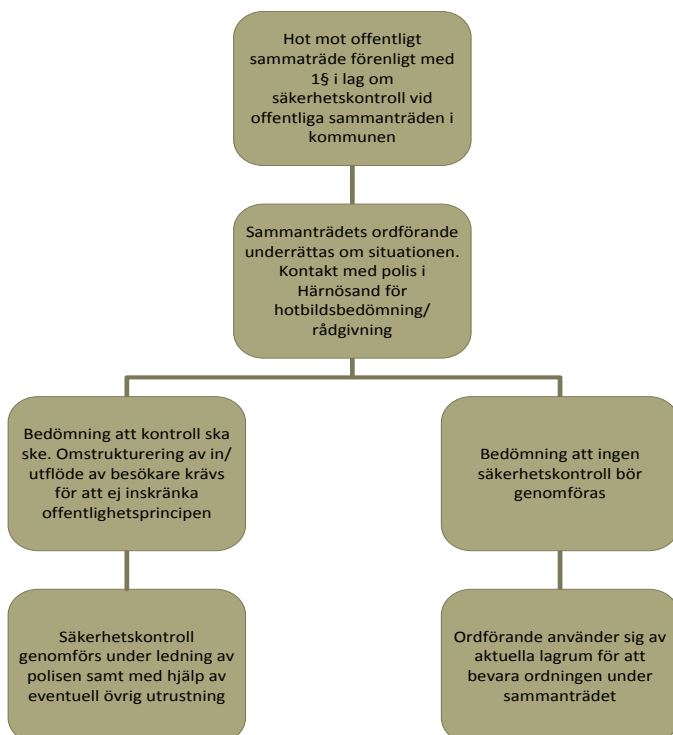 Hot mot offentligt
sammaträde förenligt med
1§ i lag om
säkerhetskontroll vid
offentliga sammanträden i
kommunen
Sammanträdets ordförande
underrättas om situationen.
Kontakt med polis i
Härnösand för
hotbildsbedömning/
rådgivning
Bedömning att kontroll ska
ske. Omstrukturering av in/
utflöde av besökare krävs
för att ej inskränka
offentlighetsprincipen
Bedömning att ingen
säkerhetskontroll bör
genomföras
Säkerhetskontroll
genomförs under ledning av
polisen samt med hjälp av
eventuell övrig utrustning
Ordförande använder sig av
aktuella lagrum för att
bevara ordningen under
sammanträdet